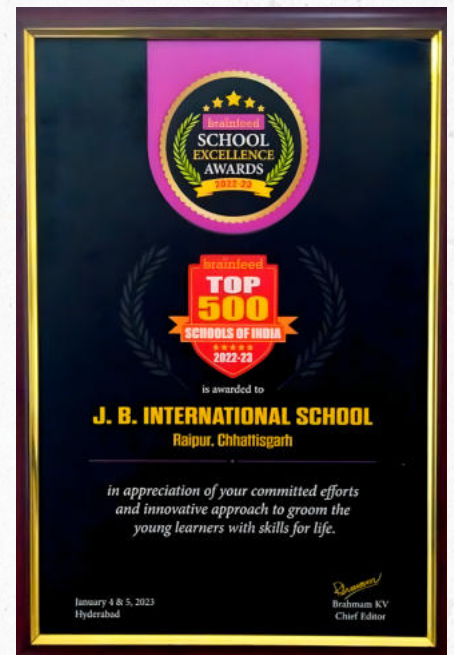 brainfeed
SCHOOL
EXCELLENCE
AWARDS
2022-23
brainfeed
TOP
500
SCHOOLS OF INDIA
2022-23
is awarded to
J. B. INTERNATIONAL SCHOOL
Raipur, Chhattisgarh
in appreciation of your committed efforts
and innovative approach to groom the
young learners with skills for life.
January 4 & 5, 2023
Hyderabad
Brahmam KV
Chief Editor